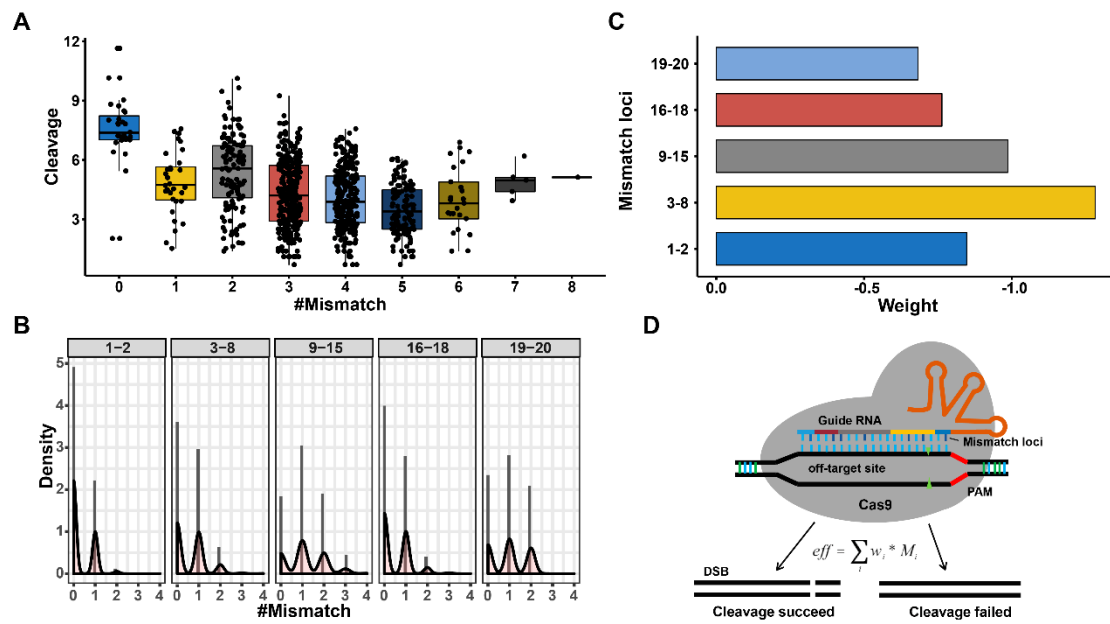 A
Cleavage
12
9
6
3
0 1 2 3 4 5 6 7 8
#Mismatch
C
Mismatch loci
19-20
16-18
9-15
3-8
1-2
0.0 -0.5 -1.0
Weight
B
1−2 3−8 9−15 16−18 19−20
Density
5
4
3
2
1
0
0 1 2 3 4 0 1 2 3 4 0 1 2 3 4 0 1 2 3 4 0 1 2 3 4
#Mismatch
D
Guide RNA
Mismatch loci
off-target site
PAM
Cas9
eff = ∑ w_i * M_i
i
DSB
Cleavage succeed
Cleavage failed